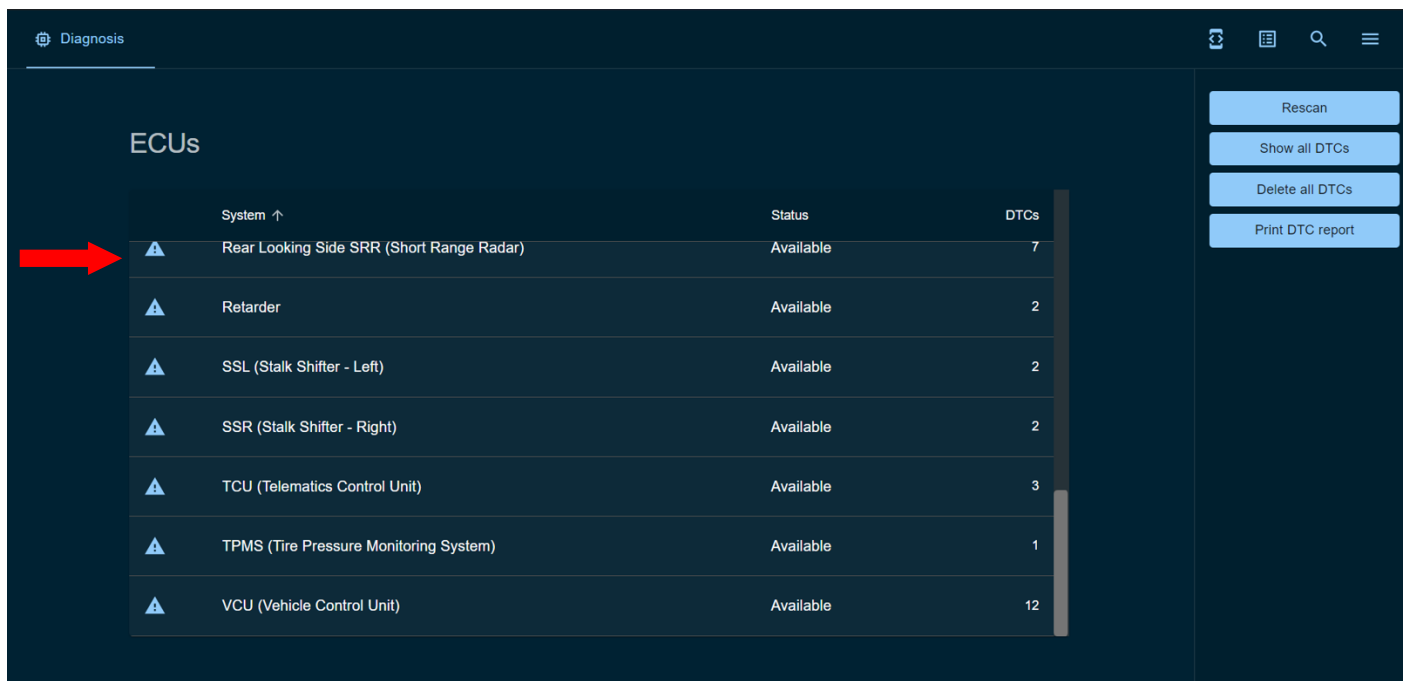 Diagnosis
Rescan
ECUs
Show all DTCs
Delete all DTCs
System Status DTCs
Print DTC report
Rear Looking Side SRR (Short Range Radar) Available 7
Retarder Available 2
SSL (Stalk Shifter - Left) Available 2
SSR (Stalk Shifter - Right) Available 2
TCU (Telematics Control Unit) Available 3
TPMS (Tire Pressure Monitoring System) Available 1
VCU (Vehicle Control Unit) Available 12